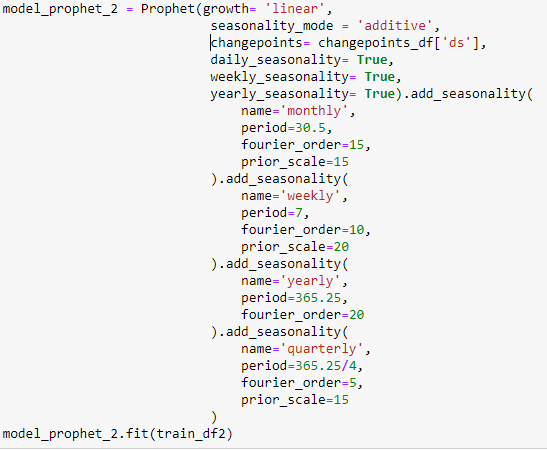 model_prophet_2 = Prophet(growth= 'linear',
                          seasonality_mode = 'additive',
                          changepoints= changepoints_df['ds'],
                          daily_seasonality= True,
                          weekly_seasonality= True,
                          yearly_seasonality= True).add_seasonality(
                              name='monthly',
                              period=30.5,
                              fourier_order=15,
                              prior_scale=15
                          ).add_seasonality(
                              name='weekly',
                              period=7,
                              fourier_order=10,
                              prior_scale=20
                          ).add_seasonality(
                              name='yearly',
                              period=365.25,
                              fourier_order=20
                          ).add_seasonality(
                              name='quarterly',
                              period=365.25/4,
                              fourier_order=5,
                              prior_scale=15
                          )
model_prophet_2.fit(train_df2)